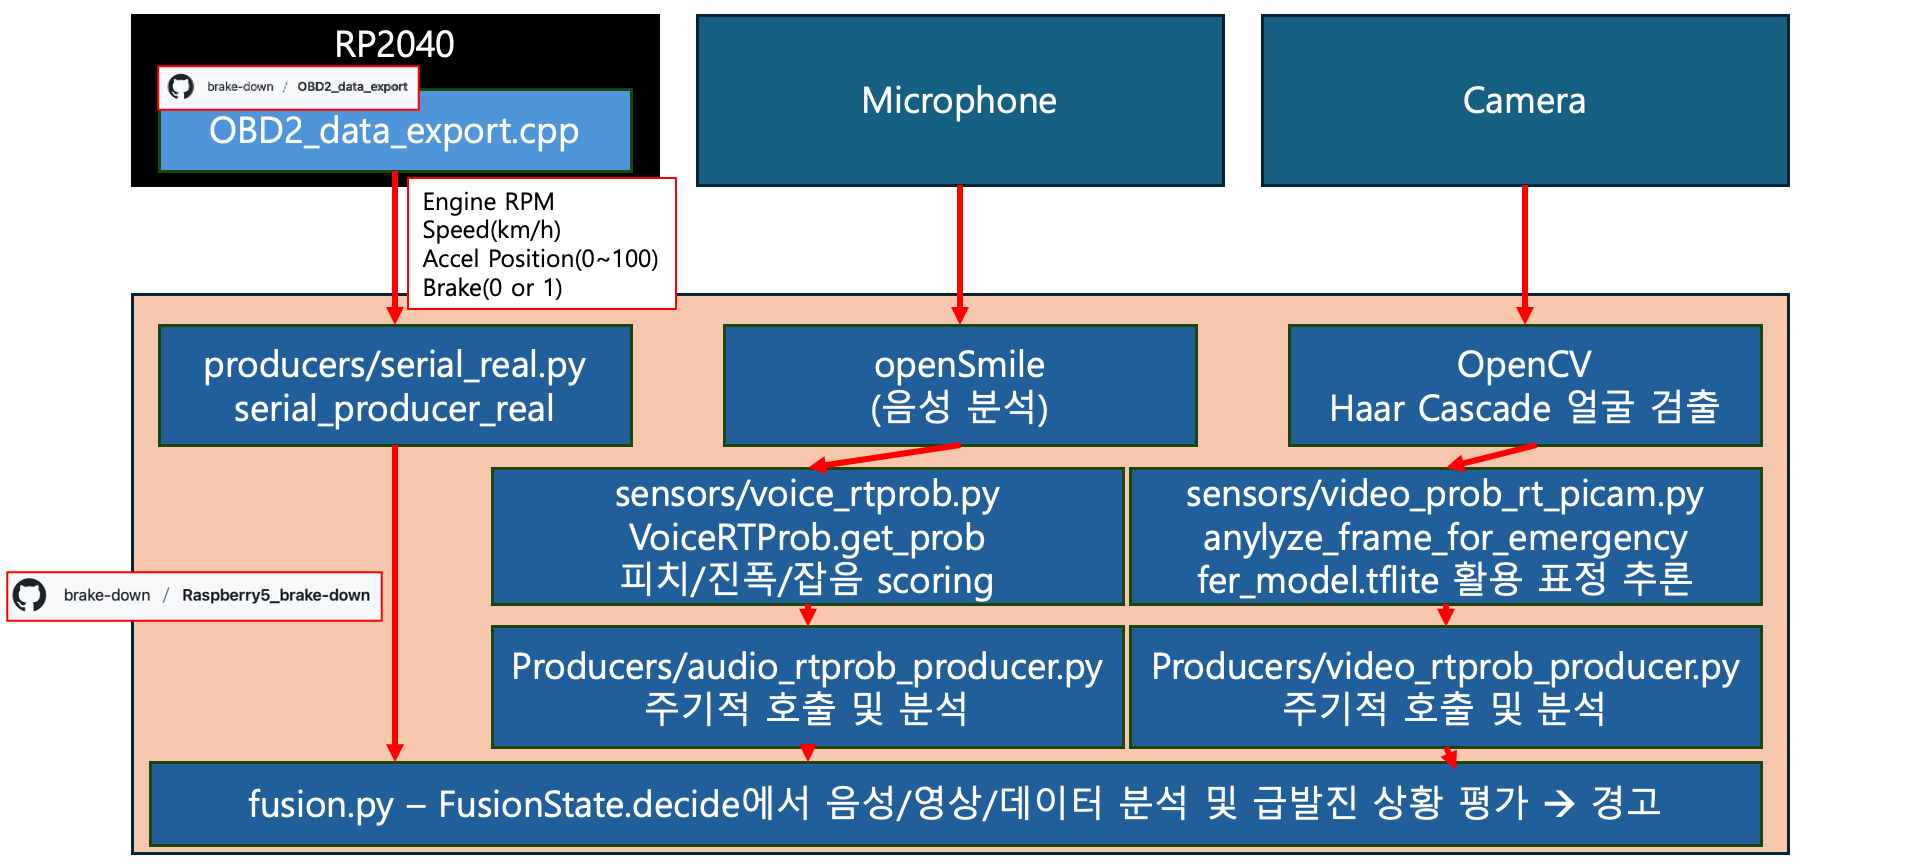 RP2040
brake-down / OBD2_data_export
OBD2_data_export.cpp
Microphone
Camera
Engine RPM
Speed(km/h)
Accel Position(0~100)
Brake(0 or 1)
producers/serial_real.py
serial_producer_real
openSmile
(음성 분석)
OpenCV
Haar Cascade 얼굴 검출
sensors/voice_rtprob.py
VoiceRTProb.get_prob
피치/진폭/잡음 scoring
sensors/video_prob_rt_picam.py
anylyze_frame_for_emergency
fer_model.tflite 활용 표정 추론
brake-down / Raspberry5_brake-down
Producers/audio_rtprob_producer.py
주기적 호출 및 분석
Producers/video_rtprob_producer.py
주기적 호출 및 분석
fusion.py – FusionState.decide에서 음성/영상/데이터 분석 및 급발진 상황 평가 → 경고